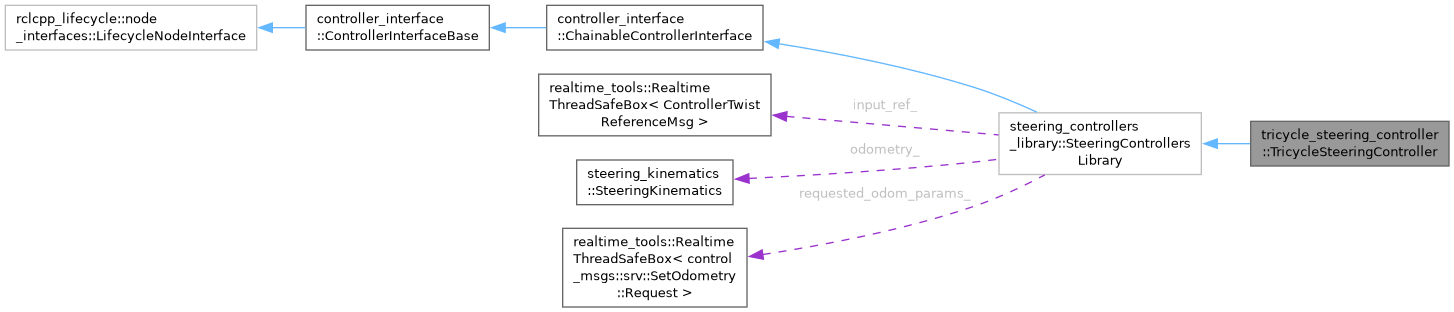 rclcpp_lifecycle::node
_interfaces::LifecycleNodeInterface
controller_interface
::ControllerInterfaceBase
controller_interface
::ChainableControllerInterface
realtime_tools::Realtime
ThreadSafeBox< ControllerTwist
ReferenceMsg >
input_ref_
steering_kinematics
::SteeringKinematics
odometry_
realtime_tools::Realtime
ThreadSafeBox< control
_msgs::srv::SetOdometry
::Request >
requested_odom_params_
steering_controllers
_library::SteeringControllers
Library
tricycle_steering_controller
::TricycleSteeringController